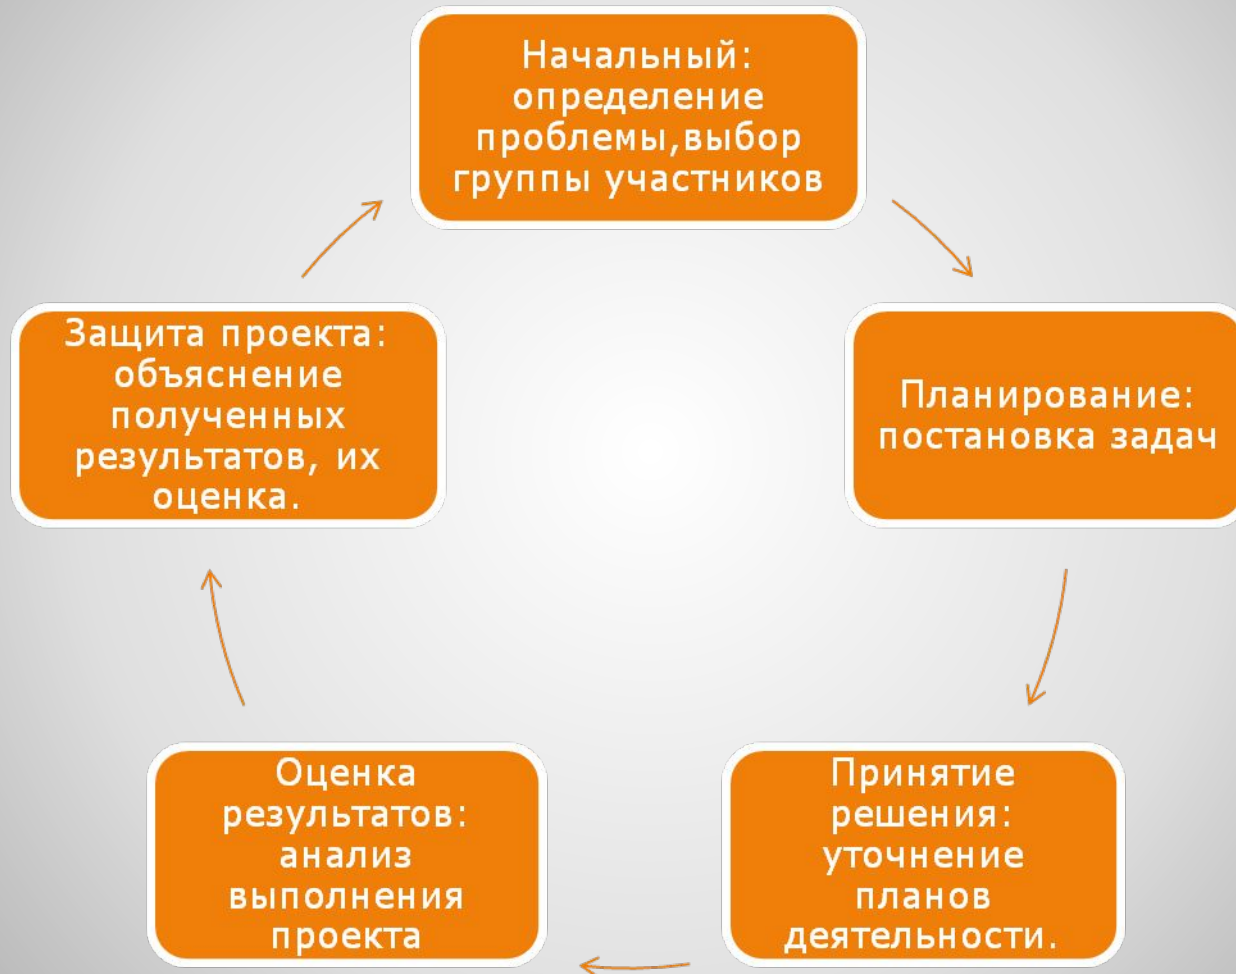 Начальный:
определение
проблемы,выбор
группы участников
Планирование:
постановка задач
Принятие
решения:
уточнение
планов
деятельности.
Оценка
результатов:
анализ
выполнения
проекта
Защита проекта:
объяснение
полученных
результатов, их
оценка.